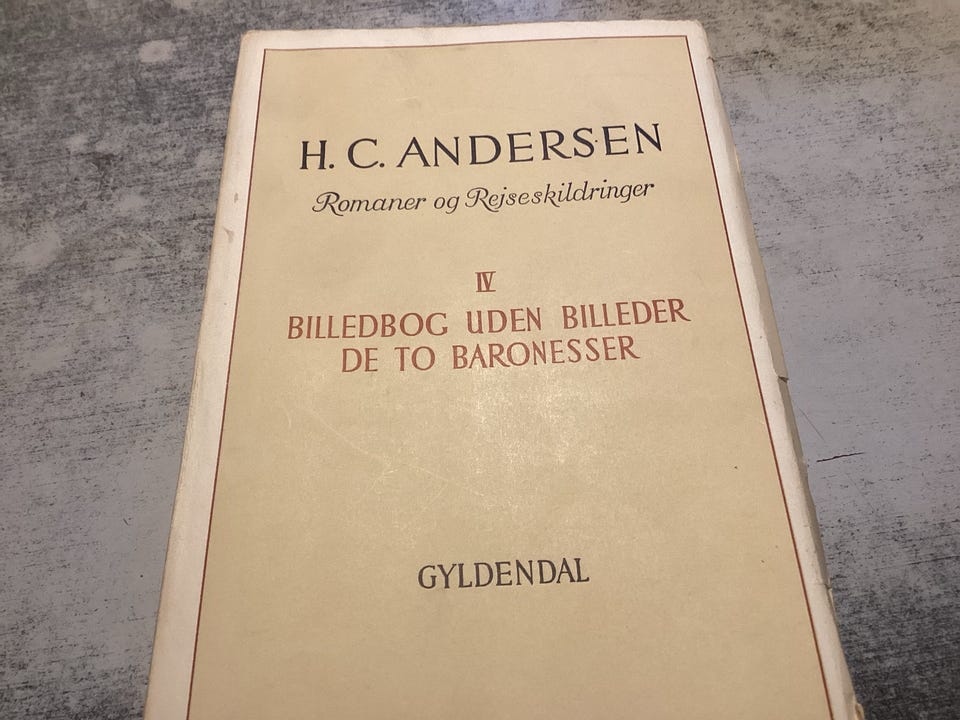 H. C. ANDERSEN
Romaner og Rejseskildringer
IV
BILLEDBOG UDEN BILLEDER
DE TO BARONESSER
GYLDENDAL